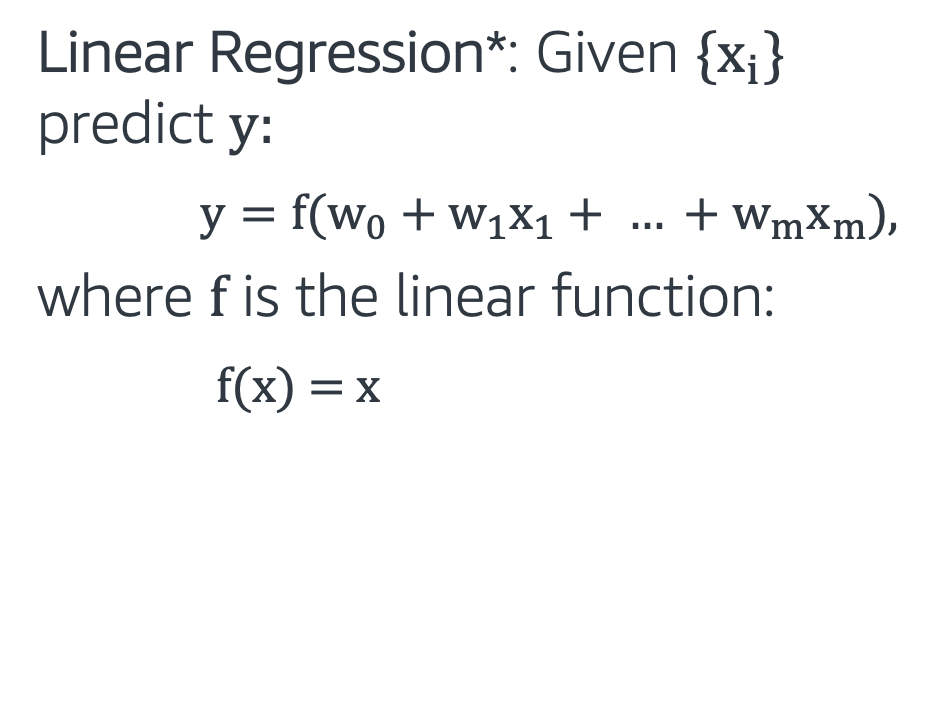 Linear Regression*: Given {xᵢ}
predict y:
y = f(w₀ + w₁x₁ + ... + wₘxₘ),
where f is the linear function:
f(x) = x